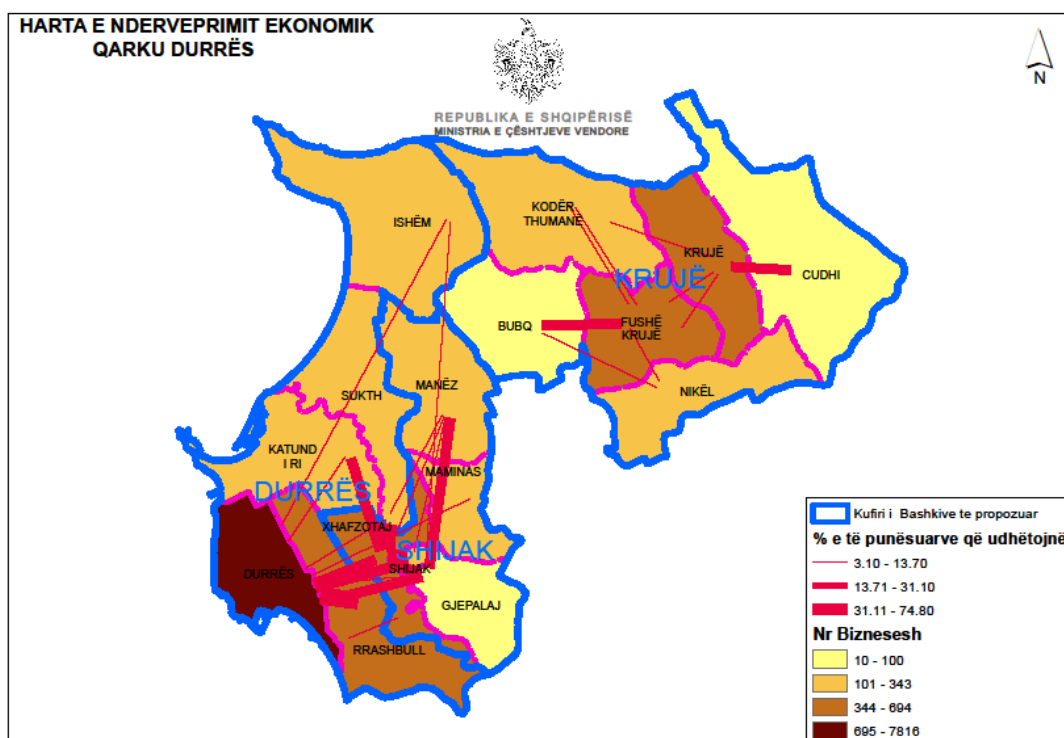 HARTA E NDERVEPRIMIT EKONOMIK
QARKU DURRËS
REPUBLIKA E SHQIPËRISË
MINISTRIA E ÇËSHTJEVE VENDORE
N
ISHËM
KODËR
THUMANË
KRUJË
CUDHI
KRUJË
BUBQ
FUSHË
KRUJË
NIKËL
MANËZ
SUKTH
KATUND
I RI
MAMINAS
DURRËS
XHAFZOTAJ
SHIJAK
SHIJAK
DURRËS
GJEPALAJ
RRASHBULL
Kufiri i Bashkive te propozuar
% e të punësuarve që udhëtojnë
3.10 - 13.70
13.71 - 31.10
31.11 - 74.80
Nr Biznesesh
10 - 100
101 - 343
344 - 694
695 - 7816